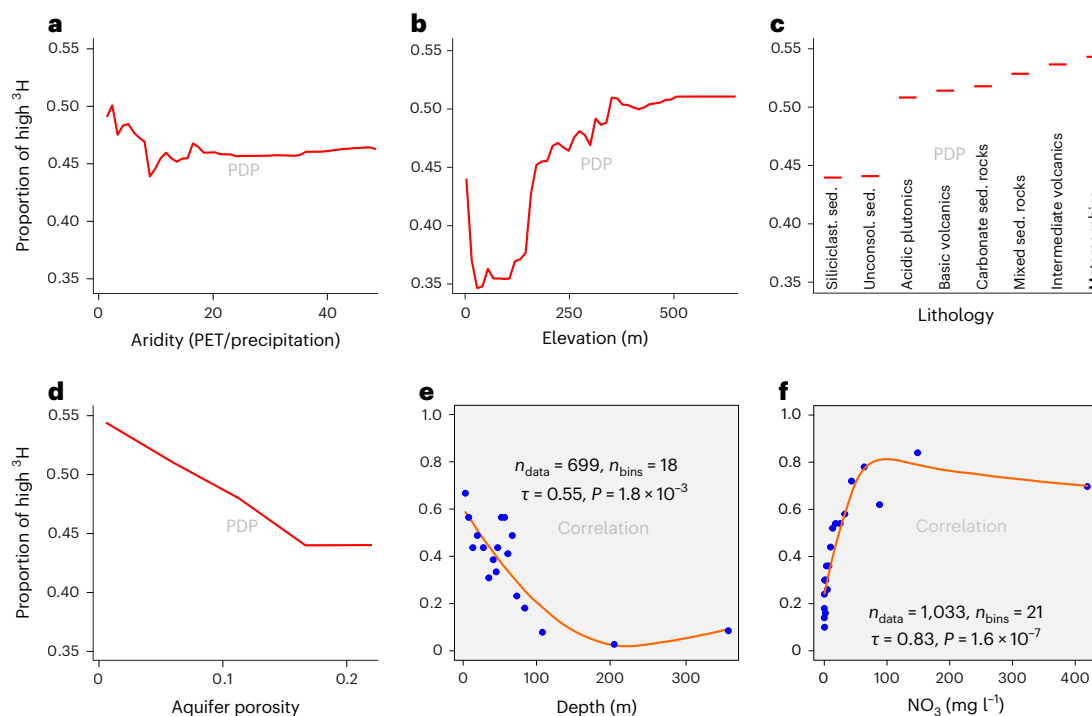 a
0.55
0.50
0.45
0.40
0.35
0
20
40
Proportion of high ³H
Aridity (PET/precipitation)
PDP
b
0.55
0.50
0.45
0.40
0.35
0
250
500
Elevation (m)
PDP
c
0.55
0.50
0.45
0.40
0.35
PDP
Siliciclast. sed.
Unconsol. sed.
Acidic plutonics
Basic volcanics
Carbonate sed. rocks
Mixed sed. rocks
Intermediate volcanics
Lithology
d
0.55
0.50
0.45
0.40
0.35
0
0.1
0.2
Proportion of high ³H
Aquifer porosity
PDP
e
1.0
0.8
0.6
0.4
0.2
0
n_data = 699, n_bins = 18
τ = 0.55, P = 1.8 × 10⁻³
Correlation
0
100
200
300
Depth (m)
f
1.0
0.8
0.6
0.4
0.2
0
Correlation
n_data = 1,033, n_bins = 21
τ = 0.83, P = 1.6 × 10⁻⁷
0
100
200
300
400
NO₃ (mg l⁻¹)